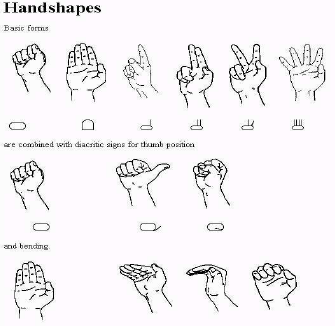 Handshapes
Basic forms
are combined with diacritic signs for thumb position
and bending.